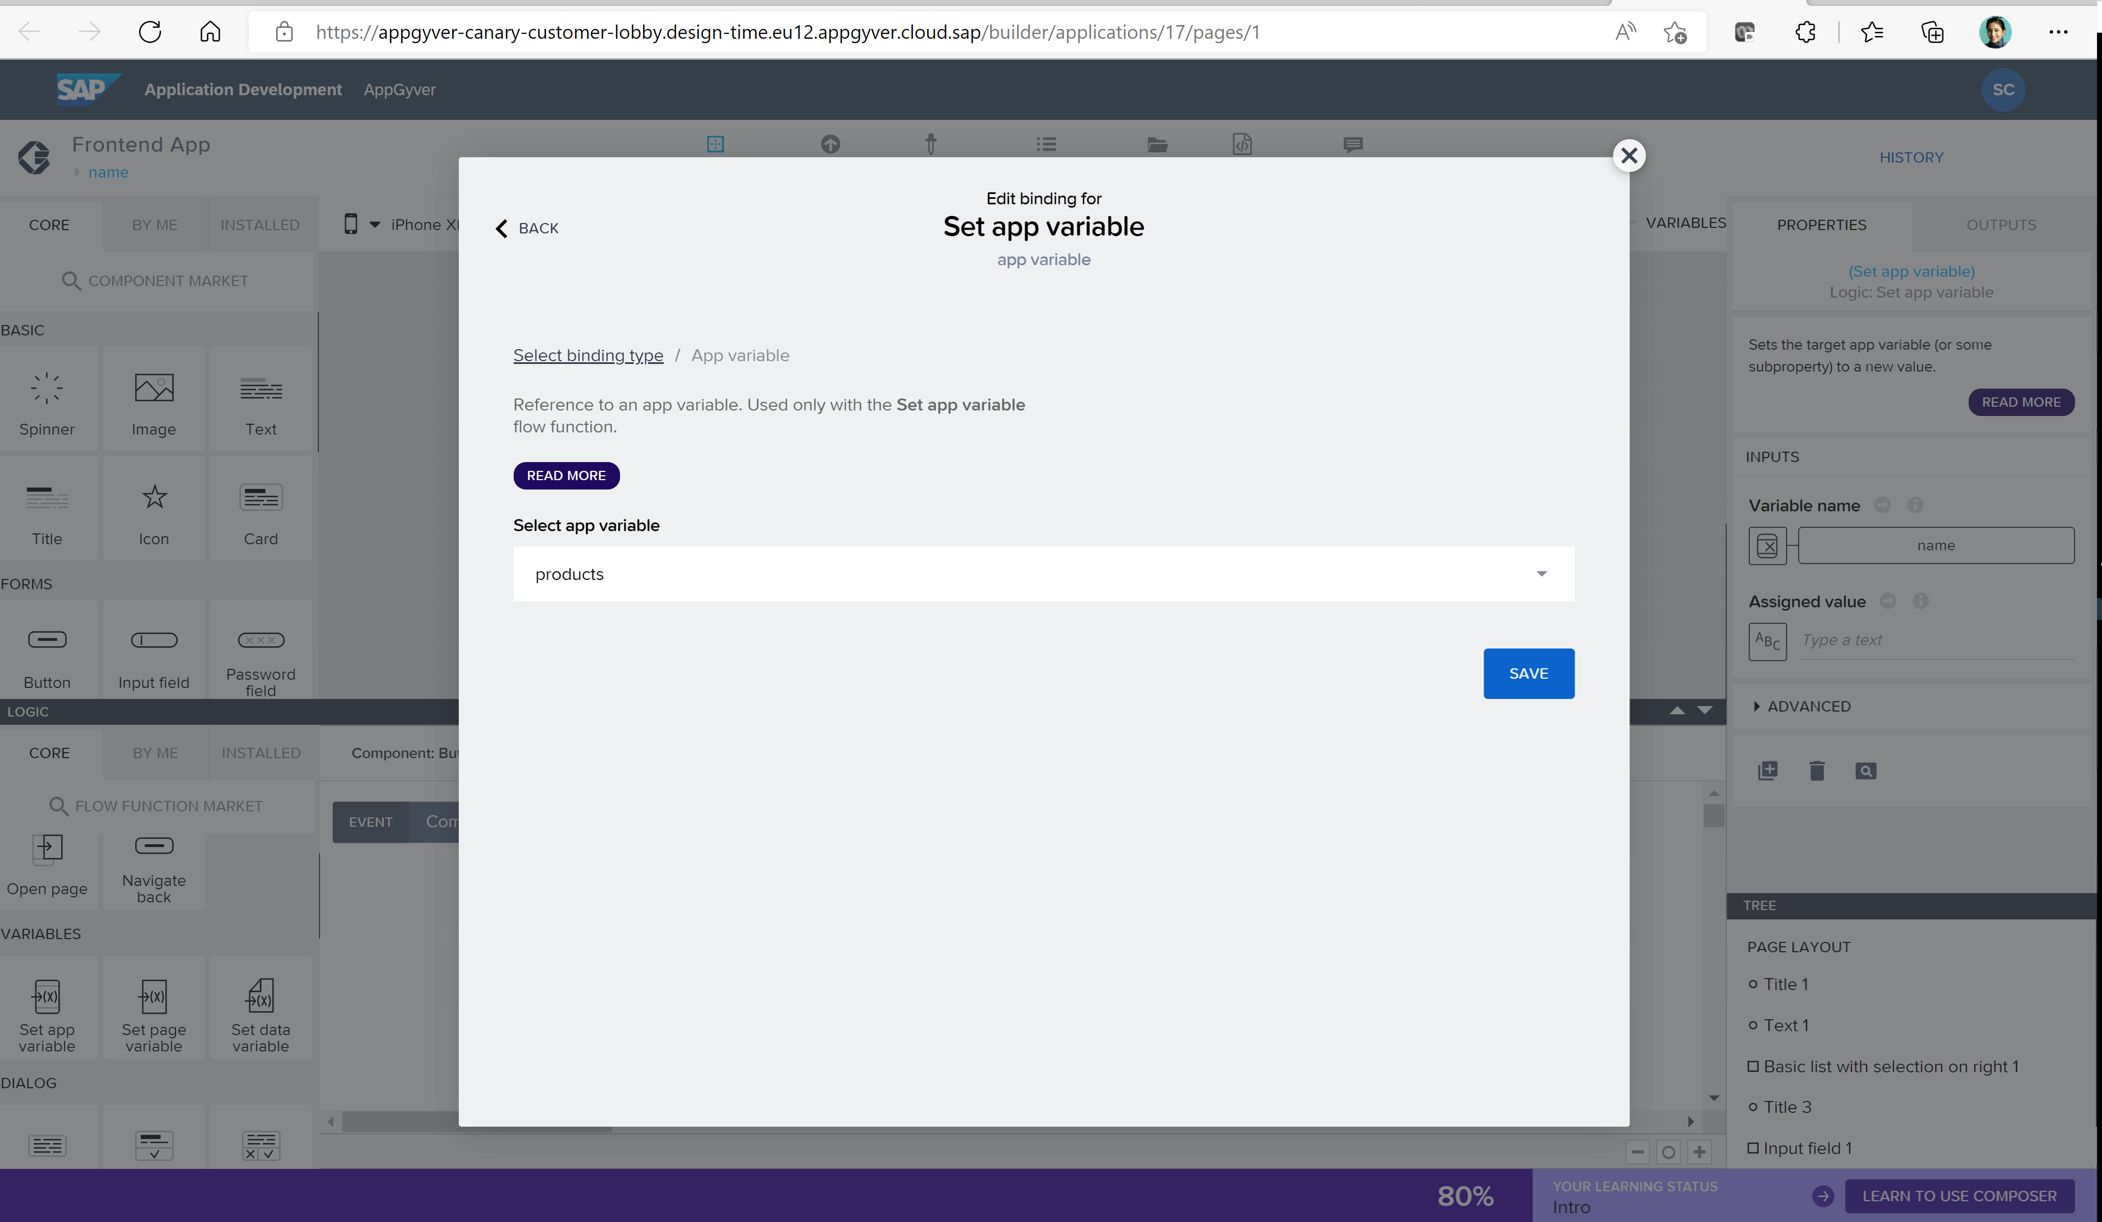 https://appgyver-canary-customer-lobby.design-time.eu12.appgyver.cloud.sap/builder/applications/17/pages/1
SAP Application Development AppGyver
SC
Frontend App
name
HISTORY
CORE BY ME INSTALLED
iPhone X
VARIABLES
PROPERTIES OUTPUTS
COMPONENT MARKET
BASIC
Spinner Image Text
Title Icon Card
FORMS
Button Input field Password
field
LOGIC
CORE BY ME INSTALLED
Component: Bu
FLOW FUNCTION MARKET
EVENT Com
Open page Navigate
back
VARIABLES
Set app
variable
Set page
variable
Set data
variable
DIALOG
BACK
Edit binding for
Set app variable
app variable
Select binding type / App variable
Reference to an app variable. Used only with the Set app variable
flow function.
READ MORE
Select app variable
products
SAVE
(Set app variable)
Logic: Set app variable
Sets the target app variable (or some
subproperty) to a new value.
READ MORE
INPUTS
Variable name
name
Assigned value
ABC Type a text
ADVANCED
TREE
PAGE LAYOUT
Title 1
Text 1
Basic list with selection on right 1
Title 3
Input field 1
80%
YOUR LEARNING STATUS
Intro
LEARN TO USE COMPOSER